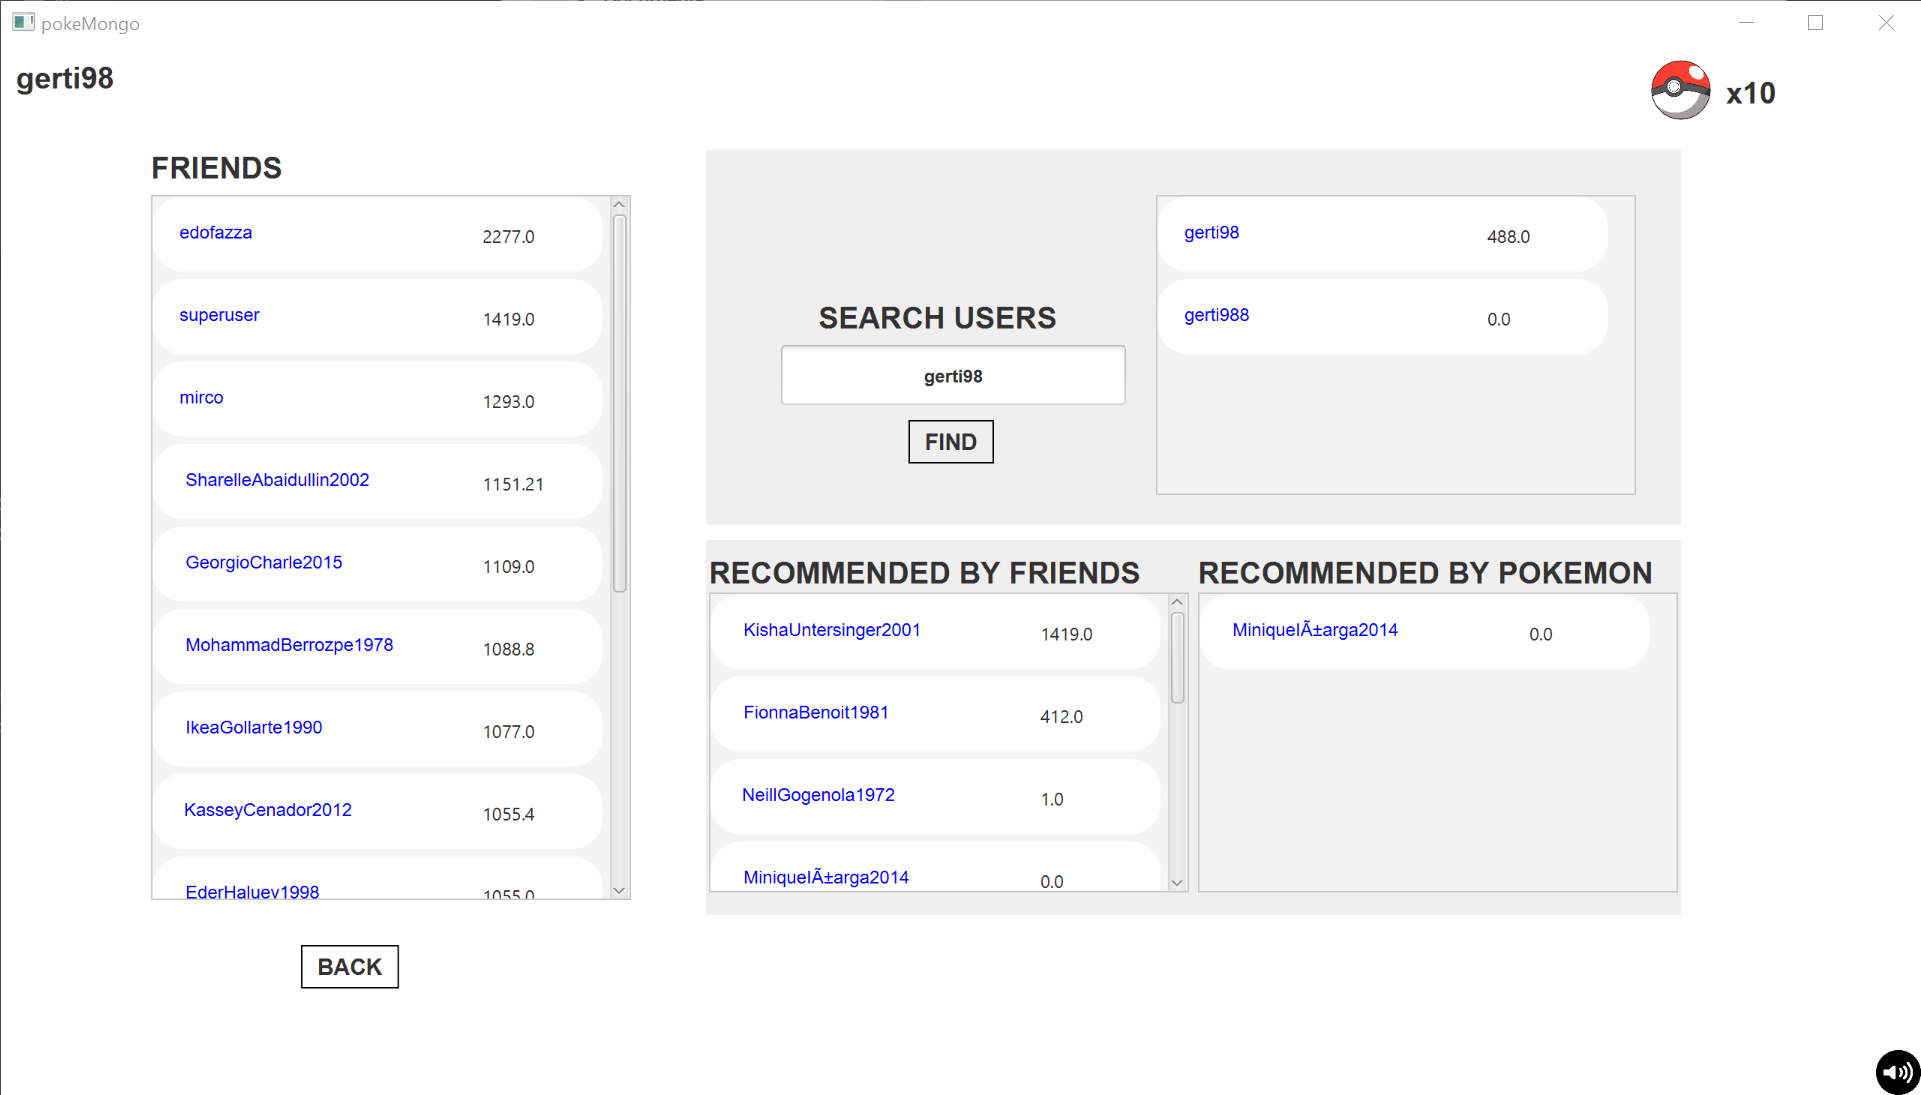 pokeMongo
gerti98
x10
FRIENDS
edofazza 2277.0
superuser 1419.0
mirco 1293.0
SharelleAbaidullin2002 1151.21
GeorgioCharle2015 1109.0
MohammadBerrozpe1978 1088.8
IkeaGollarte1990 1077.0
KasseyCenador2012 1055.4
EderHaluev1998 1055.0
BACK
SEARCH USERS
gerti98
FIND
gerti98 488.0
gerti988 0.0
RECOMMENDED BY FRIENDS
KishaUntersinger2001 1419.0
FionnaBenoit1981 412.0
NeillGogenola1972 1.0
MiniqueIÃ±arga2014 0.0
RECOMMENDED BY POKEMON
MiniqueIÃ±arga2014 0.0